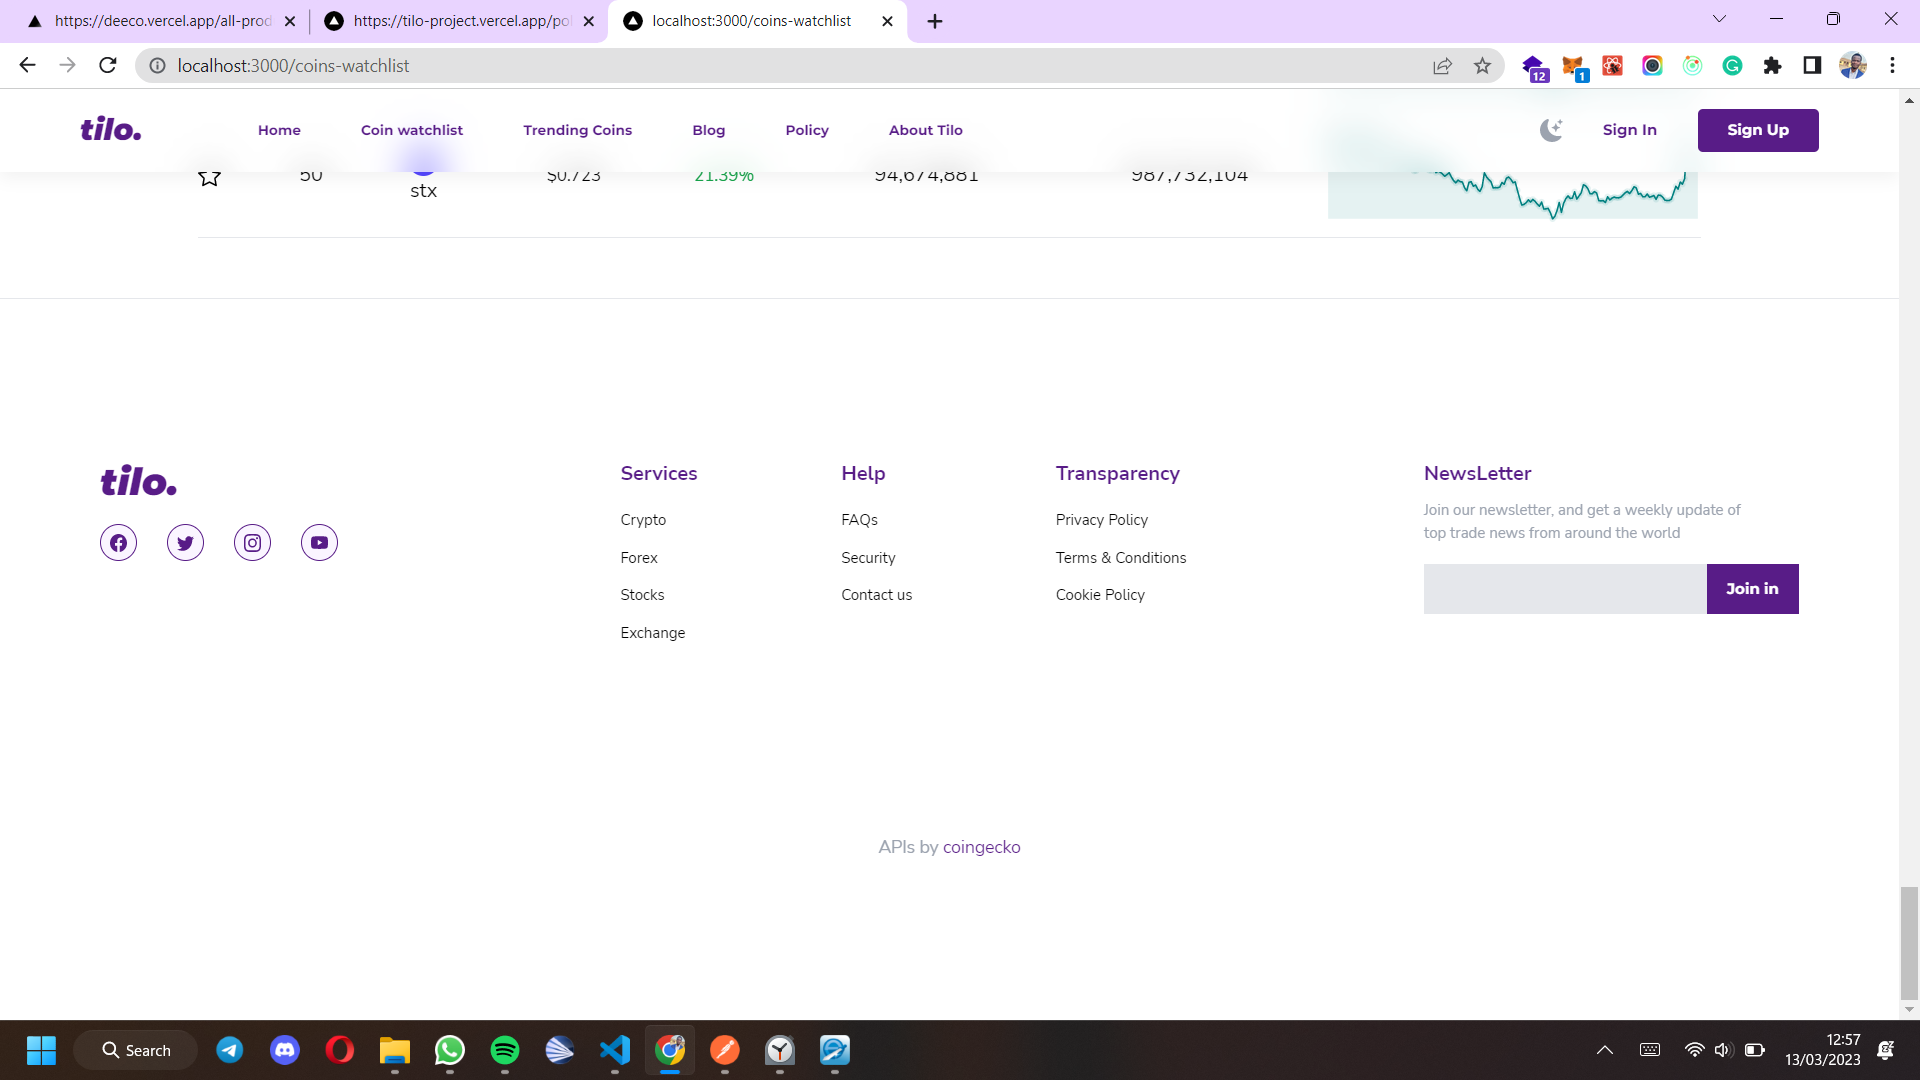 https://deeco.vercel.app/all-prod
https://tilo-project.vercel.app/pol
localhost:3000/coins-watchlist
localhost:3000/coins-watchlist
12
1
tilo.
Home
Coin watchlist
Trending Coins
Blog
Policy
About Tilo
Sign In
Sign Up
50
stx
$0.723
21.39%
94,674,881
987,732,104
tilo.
Services
Crypto
Forex
Stocks
Exchange
Help
FAQs
Security
Contact us
Transparency
Privacy Policy
Terms & Conditions
Cookie Policy
NewsLetter
Join our newsletter, and get a weekly update of
top trade news from around the world
Join in
APIs by coingecko
Search
12:57
13/03/2023